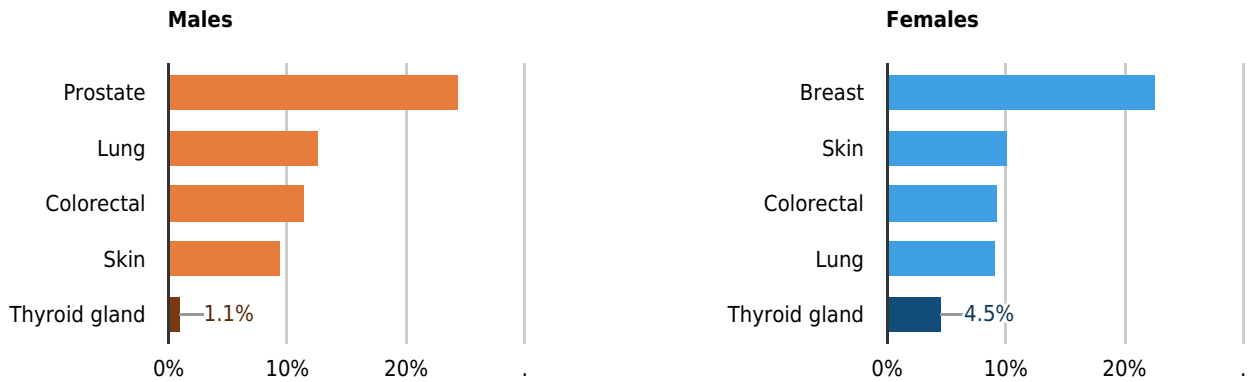 Males
Prostate
Lung
Colorectal
Skin
Thyroid gland
1.1%
0% 10% 20% .
Females
Breast
Skin
Colorectal
Lung
Thyroid gland
4.5%
0% 10% 20% .